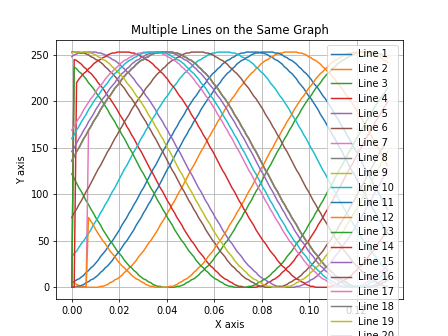 Multiple Lines on the Same Graph
Y axis
250
200
150
100
50
0
0.00 0.02 0.04 0.06 0.08 0.10
X axis
Line 1
Line 2
Line 3
Line 4
Line 5
Line 6
Line 7
Line 8
Line 9
Line 10
Line 11
Line 12
Line 13
Line 14
Line 15
Line 16
Line 17
Line 18
Line 19
Line 20